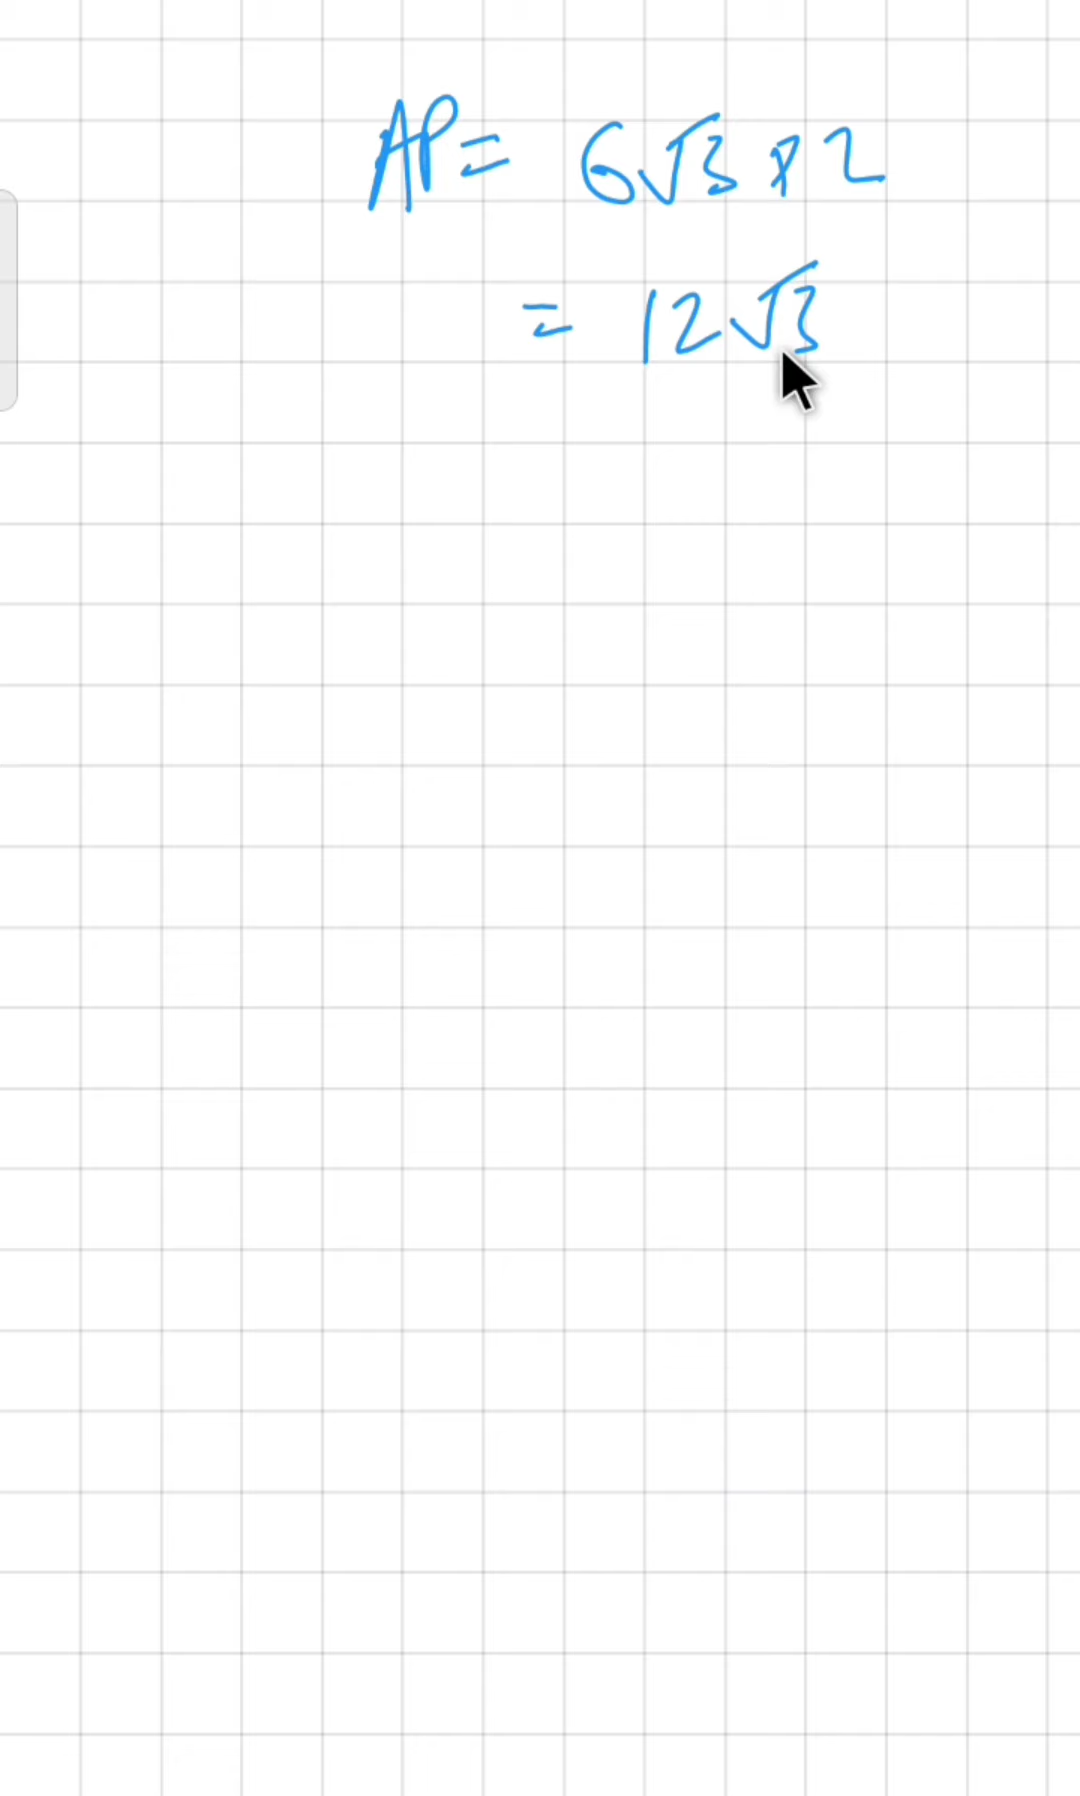 AP = 6√3 × 2
= 12√3